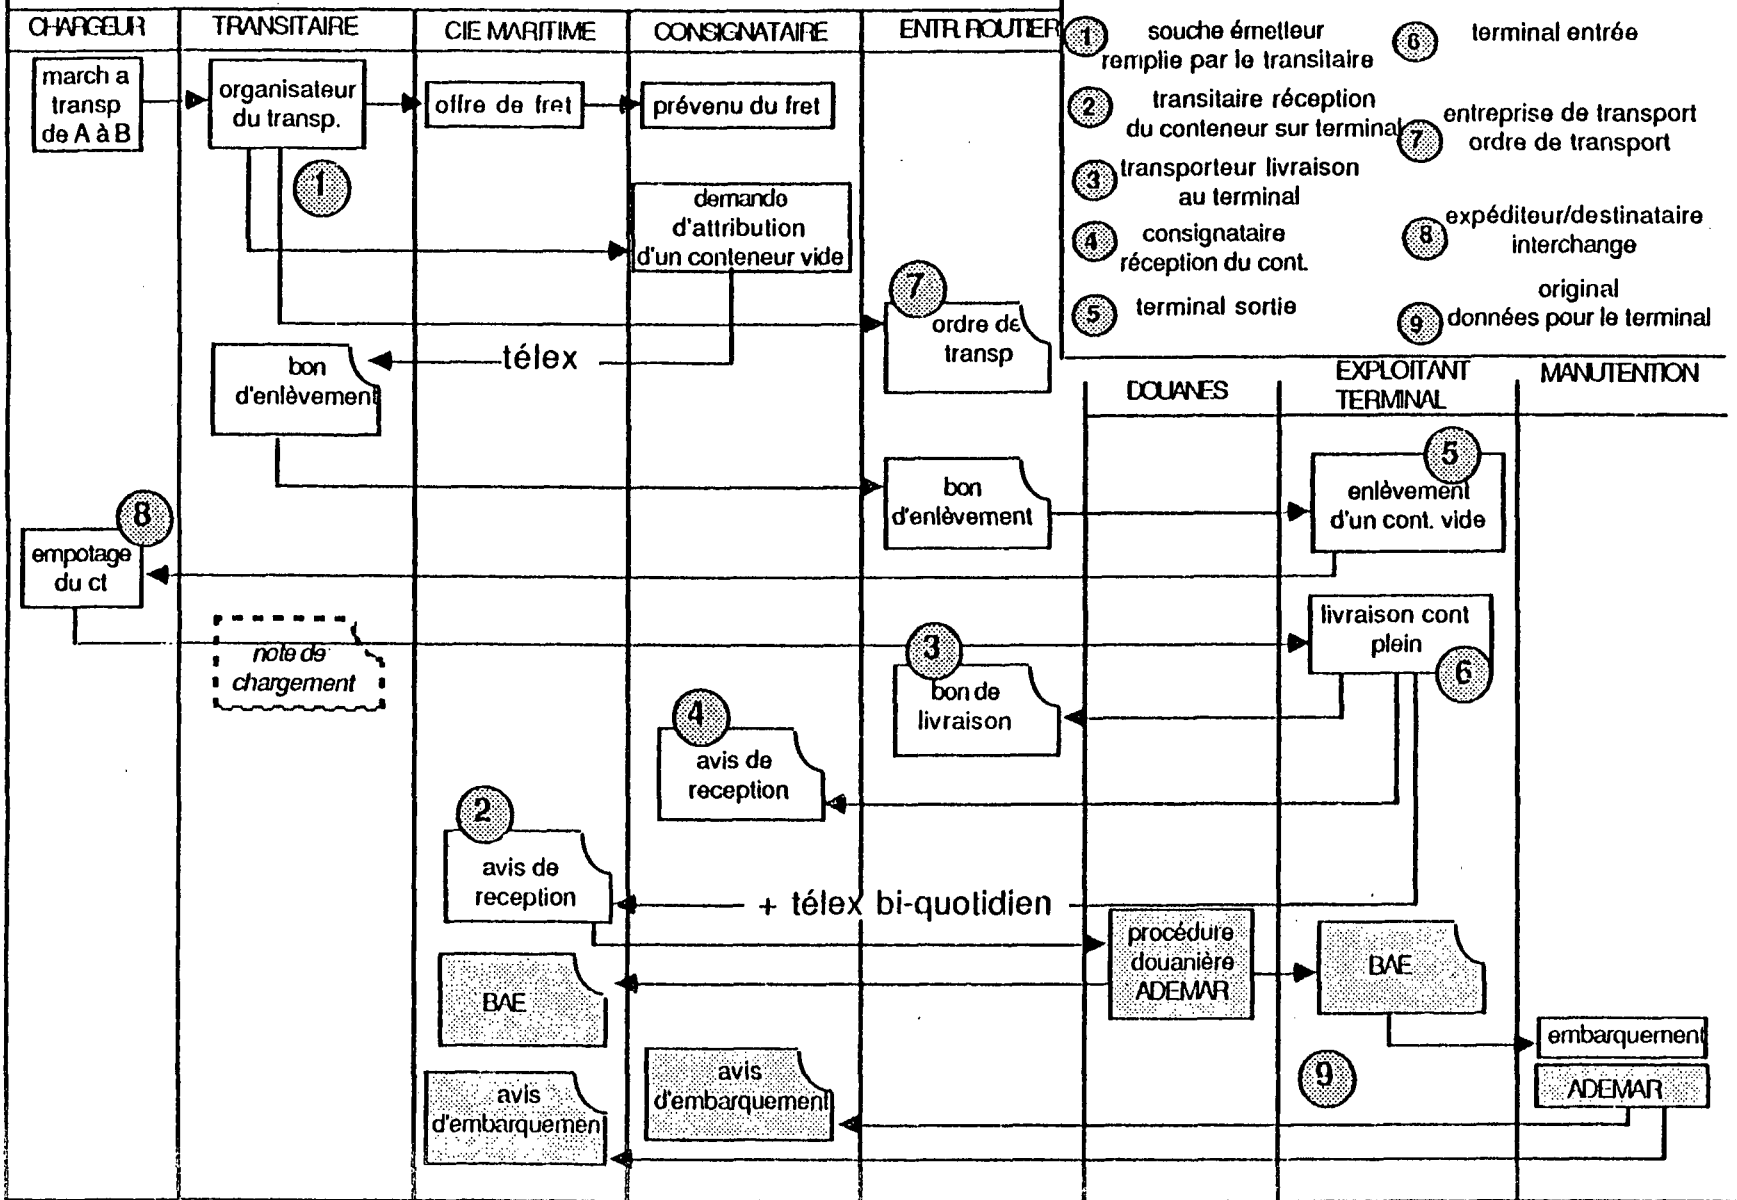 CHARGEUR
TRANSITAIRE
CIE MARITIME
CONSIGNATAIRE
ENTR. ROUTIER
1
souche émetteur
remplie par le transitaire
2
transitaire réception
du conteneur sur terminal
3
transporteur livraison
au terminal
4
consignataire
réception du cont.
5
terminal sortie
6
terminal entrée
7
entreprise de transport
ordre de transport
8
expéditeur/destinataire
interchange
9
original
données pour le terminal
march a
transp
de A à B
organisateur
du transp.
offre de fret
prévenu du fret
1
demande
d'attribution
d'un conteneur vide
7
ordre de
transp
télex
bon
d'enlèvement
DOUANES
EXPLOITANT
TERMINAL
MANUTENTION
bon
d'enlèvement
5
enlèvement
d'un cont. vide
8
empotage
du ct
note de
chargement
livraison cont
plein
6
3
bon de
livraison
4
avis de
reception
2
avis de
reception
+ télex bi-quotidien
procédure
douanière
ADEMAR
BAE
BAE
embarquement
ADEMAR
9
avis
d'embarquement
avis
d'embarquemen